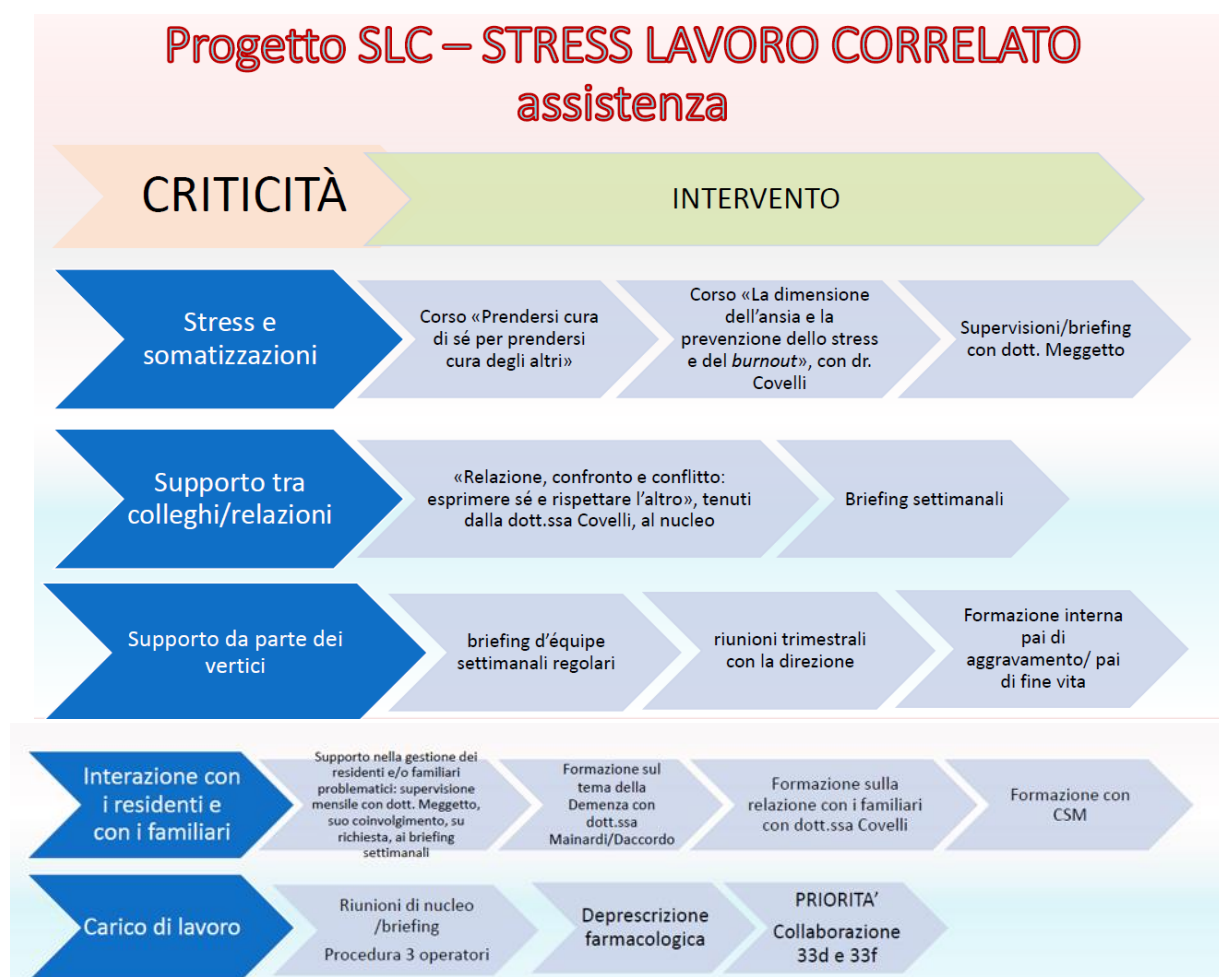 Progetto SLC – STRESS LAVORO CORRELATO
assistenza
CRITICITÀ
INTERVENTO
Stress e
somatizzazioni
Corso «Prendersi cura
di sé per prendersi
cura degli altri»
Corso «La dimensione
dell’ansia e la
prevenzione dello stress
e del burnout», con dr.
Covelli
Supervisioni/briefing
con dott. Meggetto
Supporto tra
colleghi/relazioni
«Relazione, confronto e conflitto:
esprimere sé e rispettare l’altro», tenuti
dalla dott.ssa Covelli, al nucleo
Briefing settimanali
Supporto da parte dei
vertici
briefing d’équipe
settimanali regolari
riunioni trimestrali
con la direzione
Formazione interna
pai di
aggravamento/ pai
di fine vita
Interazione con
i residenti e
con i familiari
Supporto nella gestione dei
residenti e/o familiari
problematici: supervisione
mensile con dott. Meggetto,
suo coinvolgimento, su
richiesta, ai briefing
settimanali
Formazione sul
tema della
Demenza con
dott.ssa
Mainardi/Daccordo
Formazione sulla
relazione con i familiari
con dott.ssa Covelli
Formazione con
CSM
Carico di lavoro
Riunioni di nucleo
/briefing
Procedura 3 operatori
Deprescrizione
farmacologica
PRIORITA’
Collaborazione
33d e 33f